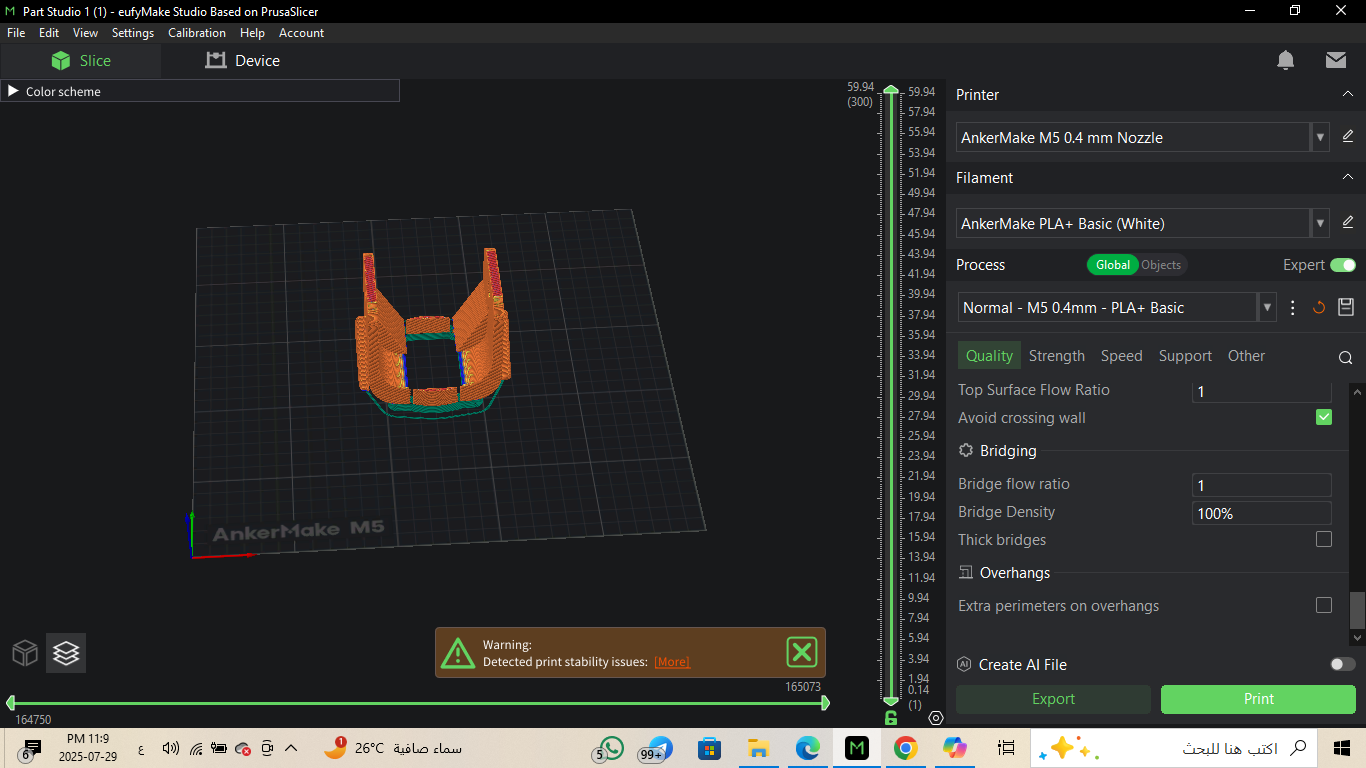 Part Studio 1 (1) - eufyMake Studio Based on PrusaSlicer
File Edit View Settings Calibration Help Account
Slice
Device
Color scheme
59.94
(300)
59.94
57.94
55.94
53.94
51.94
49.94
47.94
45.94
43.94
41.94
39.94
37.94
35.94
33.94
31.94
29.94
27.94
25.94
23.94
21.94
19.94
17.94
15.94
13.94
11.94
9.94
7.94
5.94
3.94
1.94
0.14
(1)
AnkerMake M5
Warning:
Detected print stability issues: [More]
165073
164750
Printer
AnkerMake M5 0.4 mm Nozzle
Filament
AnkerMake PLA+ Basic (White)
Process
Global Objects
Expert
Normal - M5 0.4mm - PLA+ Basic
Quality Strength Speed Support Other
Top Surface Flow Ratio 1
Avoid crossing wall
Bridging
Bridge flow ratio 1
Bridge Density 100%
Thick bridges
Overhangs
Extra perimeters on overhangs
AI Create AI File
Export
Print
6
PM 11:9
2025-07-29
ع
1
26°C سماء صافية
5
99+
M
اكتب هنا للبحث